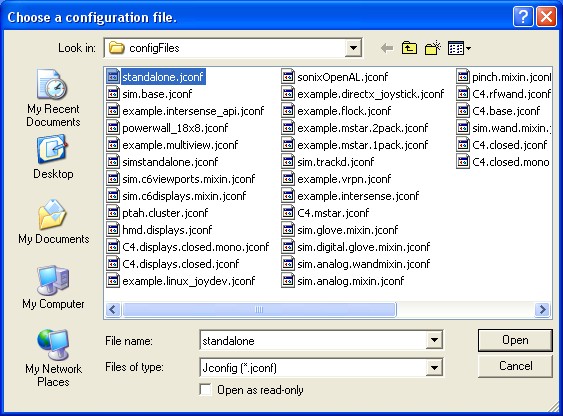 Choose a configuration file.
Look in:
configFiles
My Recent
Documents
Desktop
My Documents
My Computer
My Network
Places
standalone.jconf
sim.base.jconf
example.intersense_api.jconf
powerwall_18x8.jconf
example.multiview.jconf
simstandalone.jconf
sim.c6viewports.mixin.jconf
sim.c6displays.mixin.jconf
ptah.cluster.jconf
hmd.displays.jconf
C4.displays.closed.mono.jconf
C4.displays.closed.jconf
example.linux_joydev.jconf
sonixOpenAL.jconf
example.directx_joystick.jconf
example.flock.jconf
example.mstar.2pack.jconf
example.mstar.1pack.jconf
sim.trackd.jconf
example.vrpn.jconf
example.intersense.jconf
C4.mstar.jconf
sim.glove.mixin.jconf
sim.digital.glove.mixin.jconf
sim.analog.wandmixin.jconf
sim.analog.mixin.jconf
pinch.mixin.jconf
C4.rfwand.jconf
C4.base.jconf
sim.wand.mixin.j
C4.closed.jconf
C4.closed.mono
File name:
standalone
Open
Files of type:
Jconfig (*.jconf)
Cancel
Open as read-only